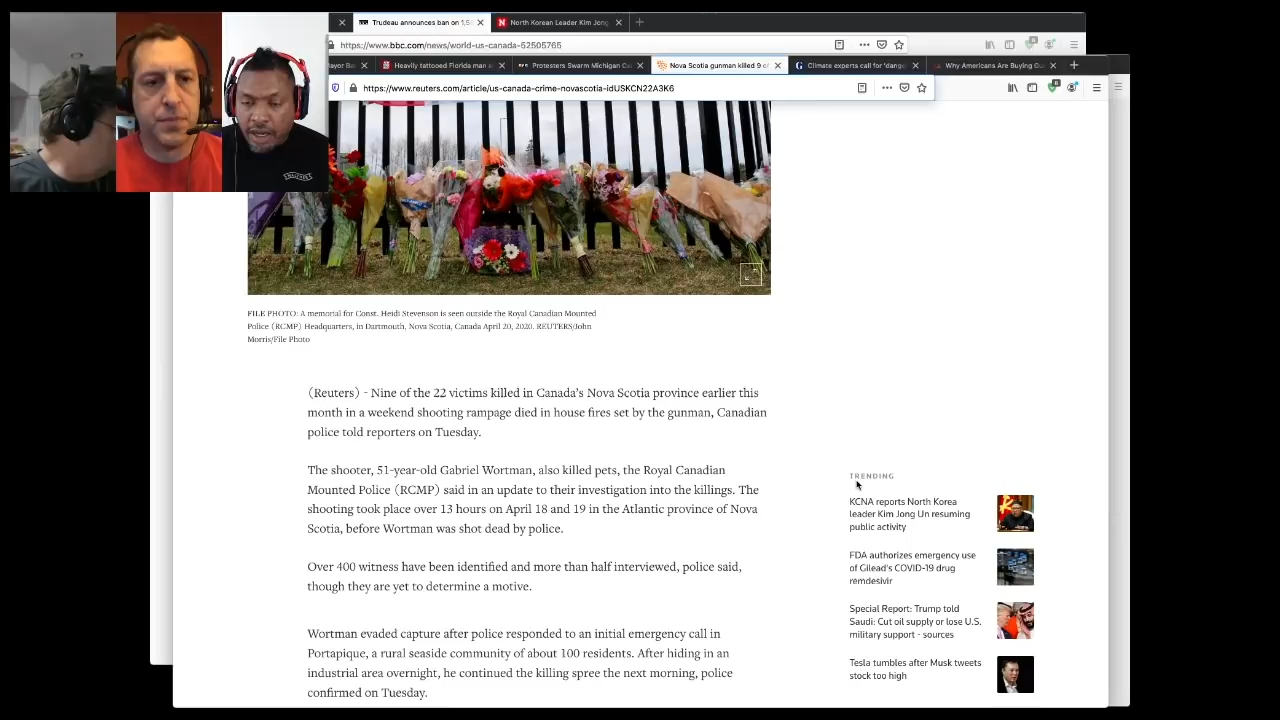 Trudeau announces ban on 1,5
North Korean Leader Kim Jong
https://www.bbc.com/news/world-us-canada-52505765
ayor Ba
Heavily tattooed Florida man a
Protesters Swarm Michigan Ca
Nova Scotia gunman killed 9 of
Climate experts call for 'dange
Why Americans Are Buying Gu
https://www.reuters.com/article/us-canada-crime-novascotia-idUSKCN22A3K6
FILE PHOTO: A memorial for Const. Heidi Stevenson is seen outside the Royal Canadian Mounted
Police (RCMP) Headquarters, in Dartmouth, Nova Scotia, Canada April 20, 2020. REUTERS/John
Morris/File Photo
(Reuters) - Nine of the 22 victims killed in Canada’s Nova Scotia province earlier this
month in a weekend shooting rampage died in house fires set by the gunman, Canadian
police told reporters on Tuesday.
The shooter, 51-year-old Gabriel Wortman, also killed pets, the Royal Canadian
Mounted Police (RCMP) said in an update to their investigation into the killings. The
shooting took place over 13 hours on April 18 and 19 in the Atlantic province of Nova
Scotia, before Wortman was shot dead by police.
Over 400 witness have been identified and more than half interviewed, police said,
though they are yet to determine a motive.
Wortman evaded capture after police responded to an initial emergency call in
Portapique, a rural seaside community of about 100 residents. After hiding in an
industrial area overnight, he continued the killing spree the next morning, police
confirmed on Tuesday.
TRENDING
KCNA reports North Korea
leader Kim Jong Un resuming
public activity
FDA authorizes emergency use
of Gilead's COVID-19 drug
remdesivir
Special Report: Trump told
Saudi: Cut oil supply or lose U.S.
military support - sources
Tesla tumbles after Musk tweets
stock too high